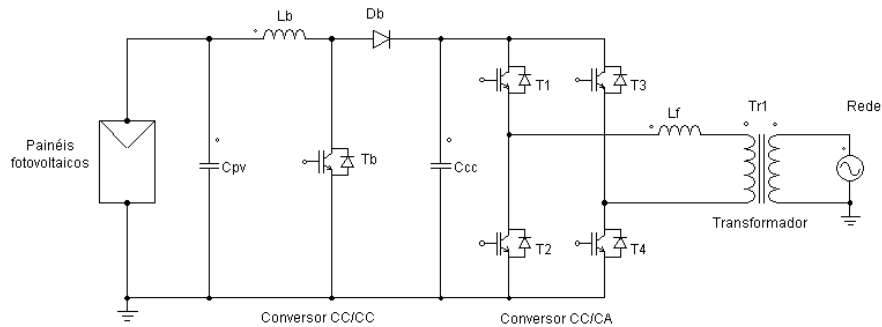 Lb
Db
T1
T3
Lf
Tr1
Rede
Painéis
fotovoltaicos
Cpv
Tb
Ccc
T2
T4
Transformador
Conversor CC/CC
Conversor CC/CA